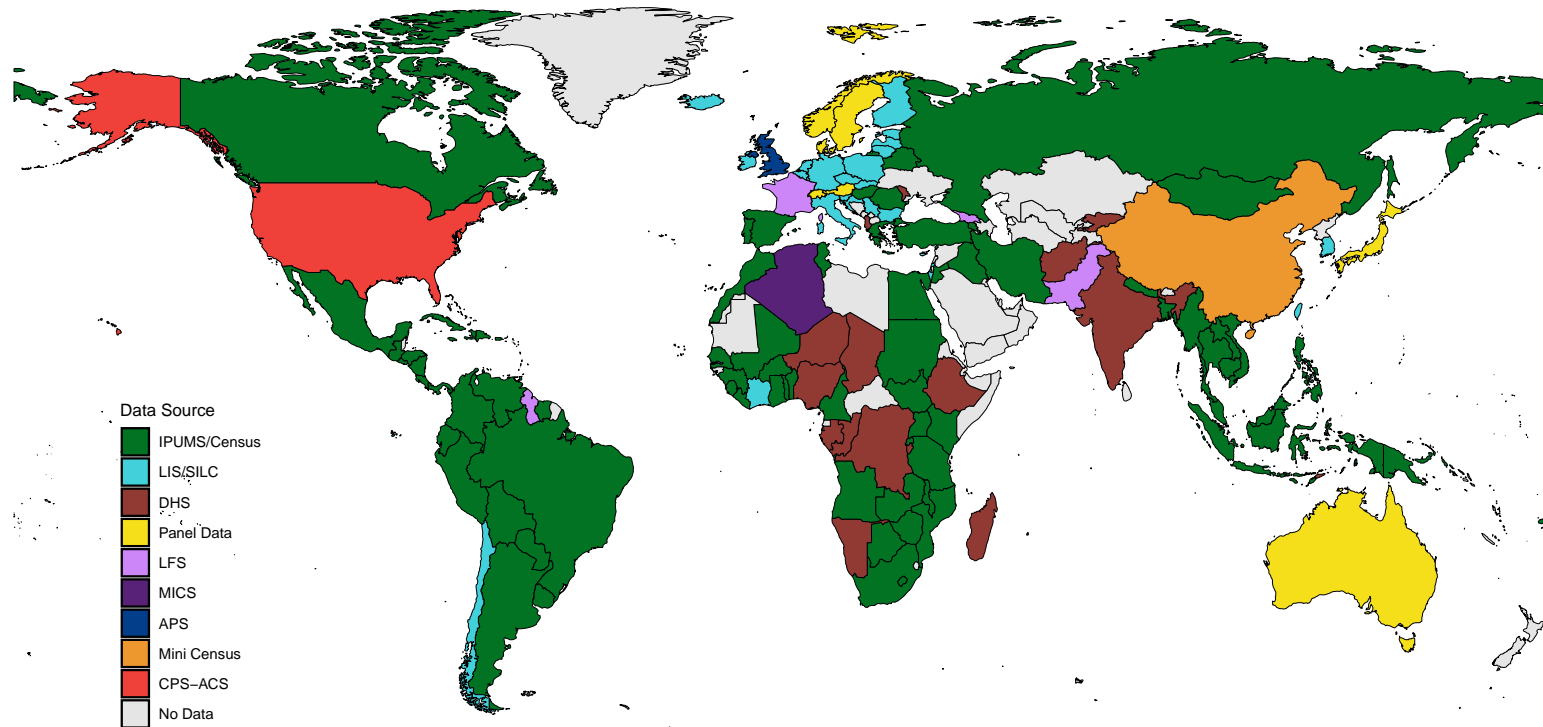 Data Source
IPUMS/Census
LIS/SILC
DHS
Panel Data
LFS
MICS
APS
Mini Census
CPS−ACS
No Data